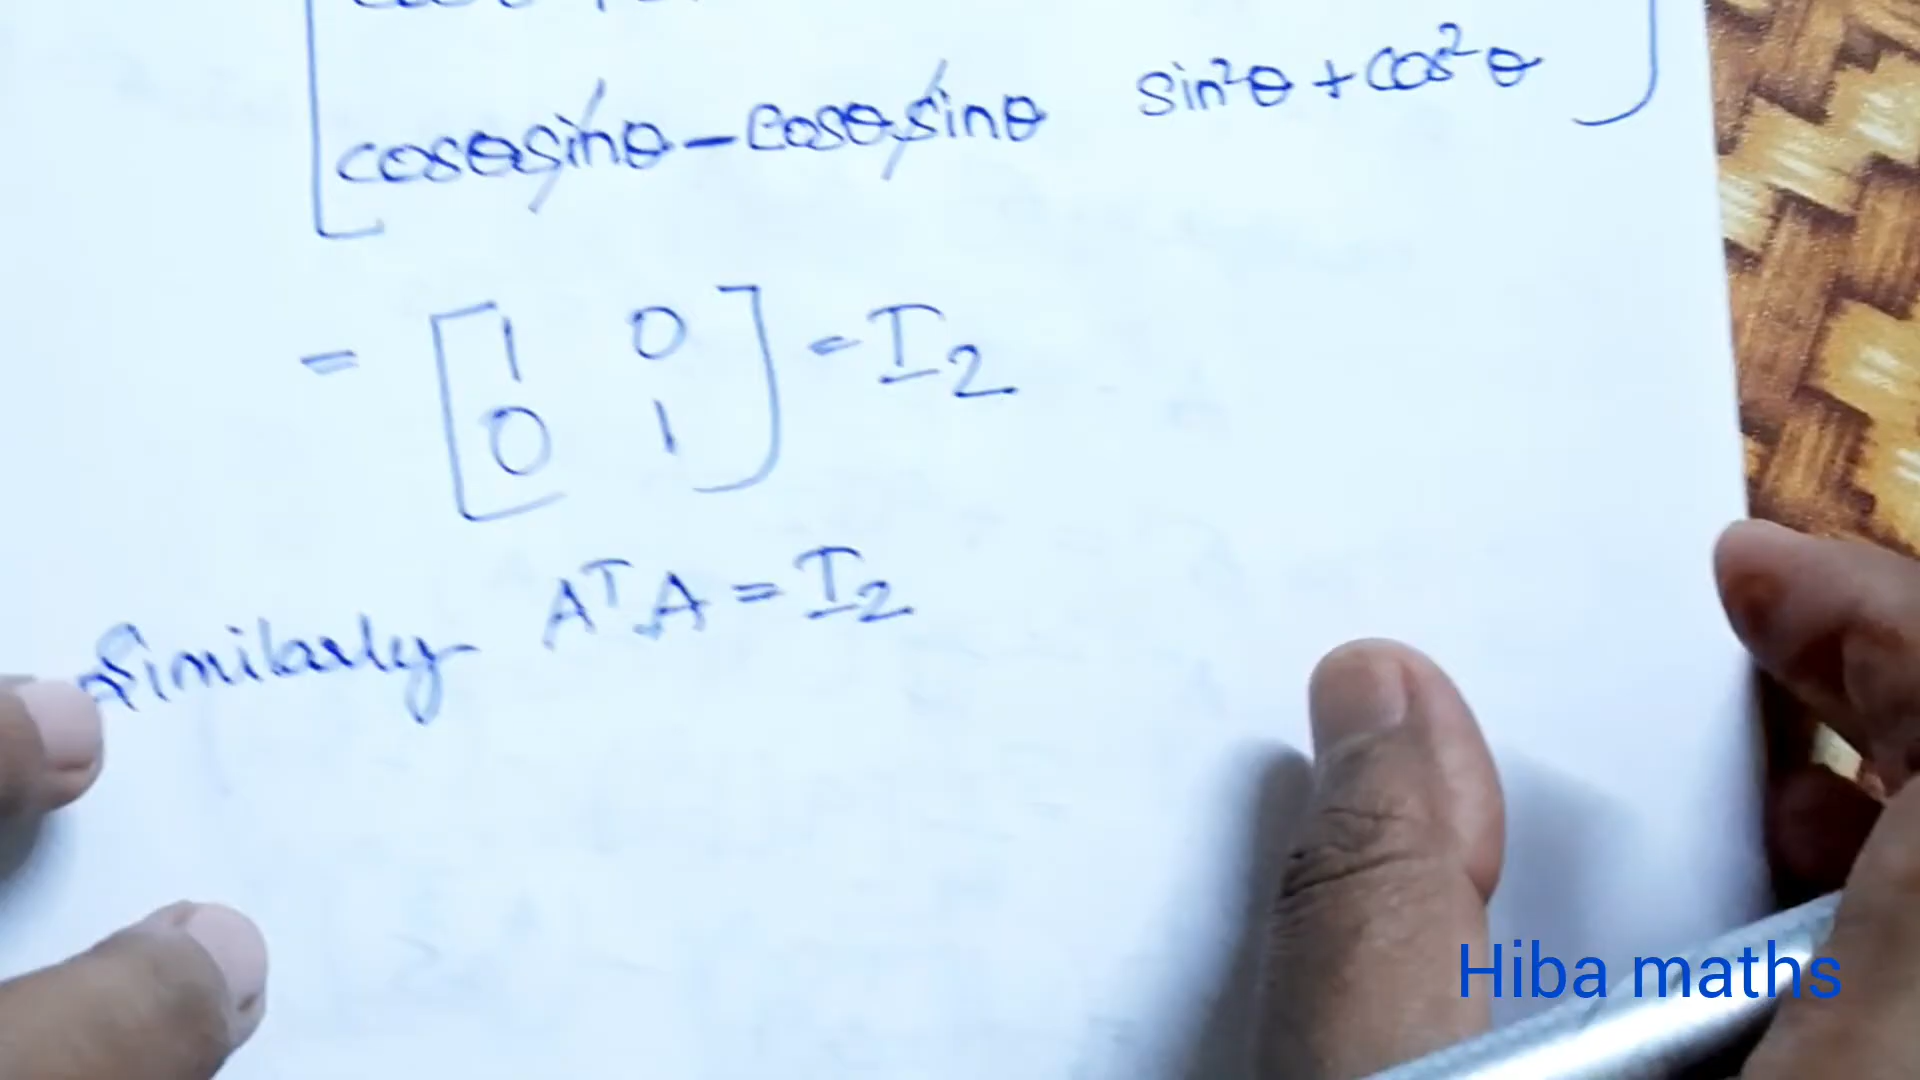 cosθsinθ - cosθsinθ sin²θ + cos²θ
= [1 0
0 1] = I₂
Similarly AᵀA = I₂
Hiba maths